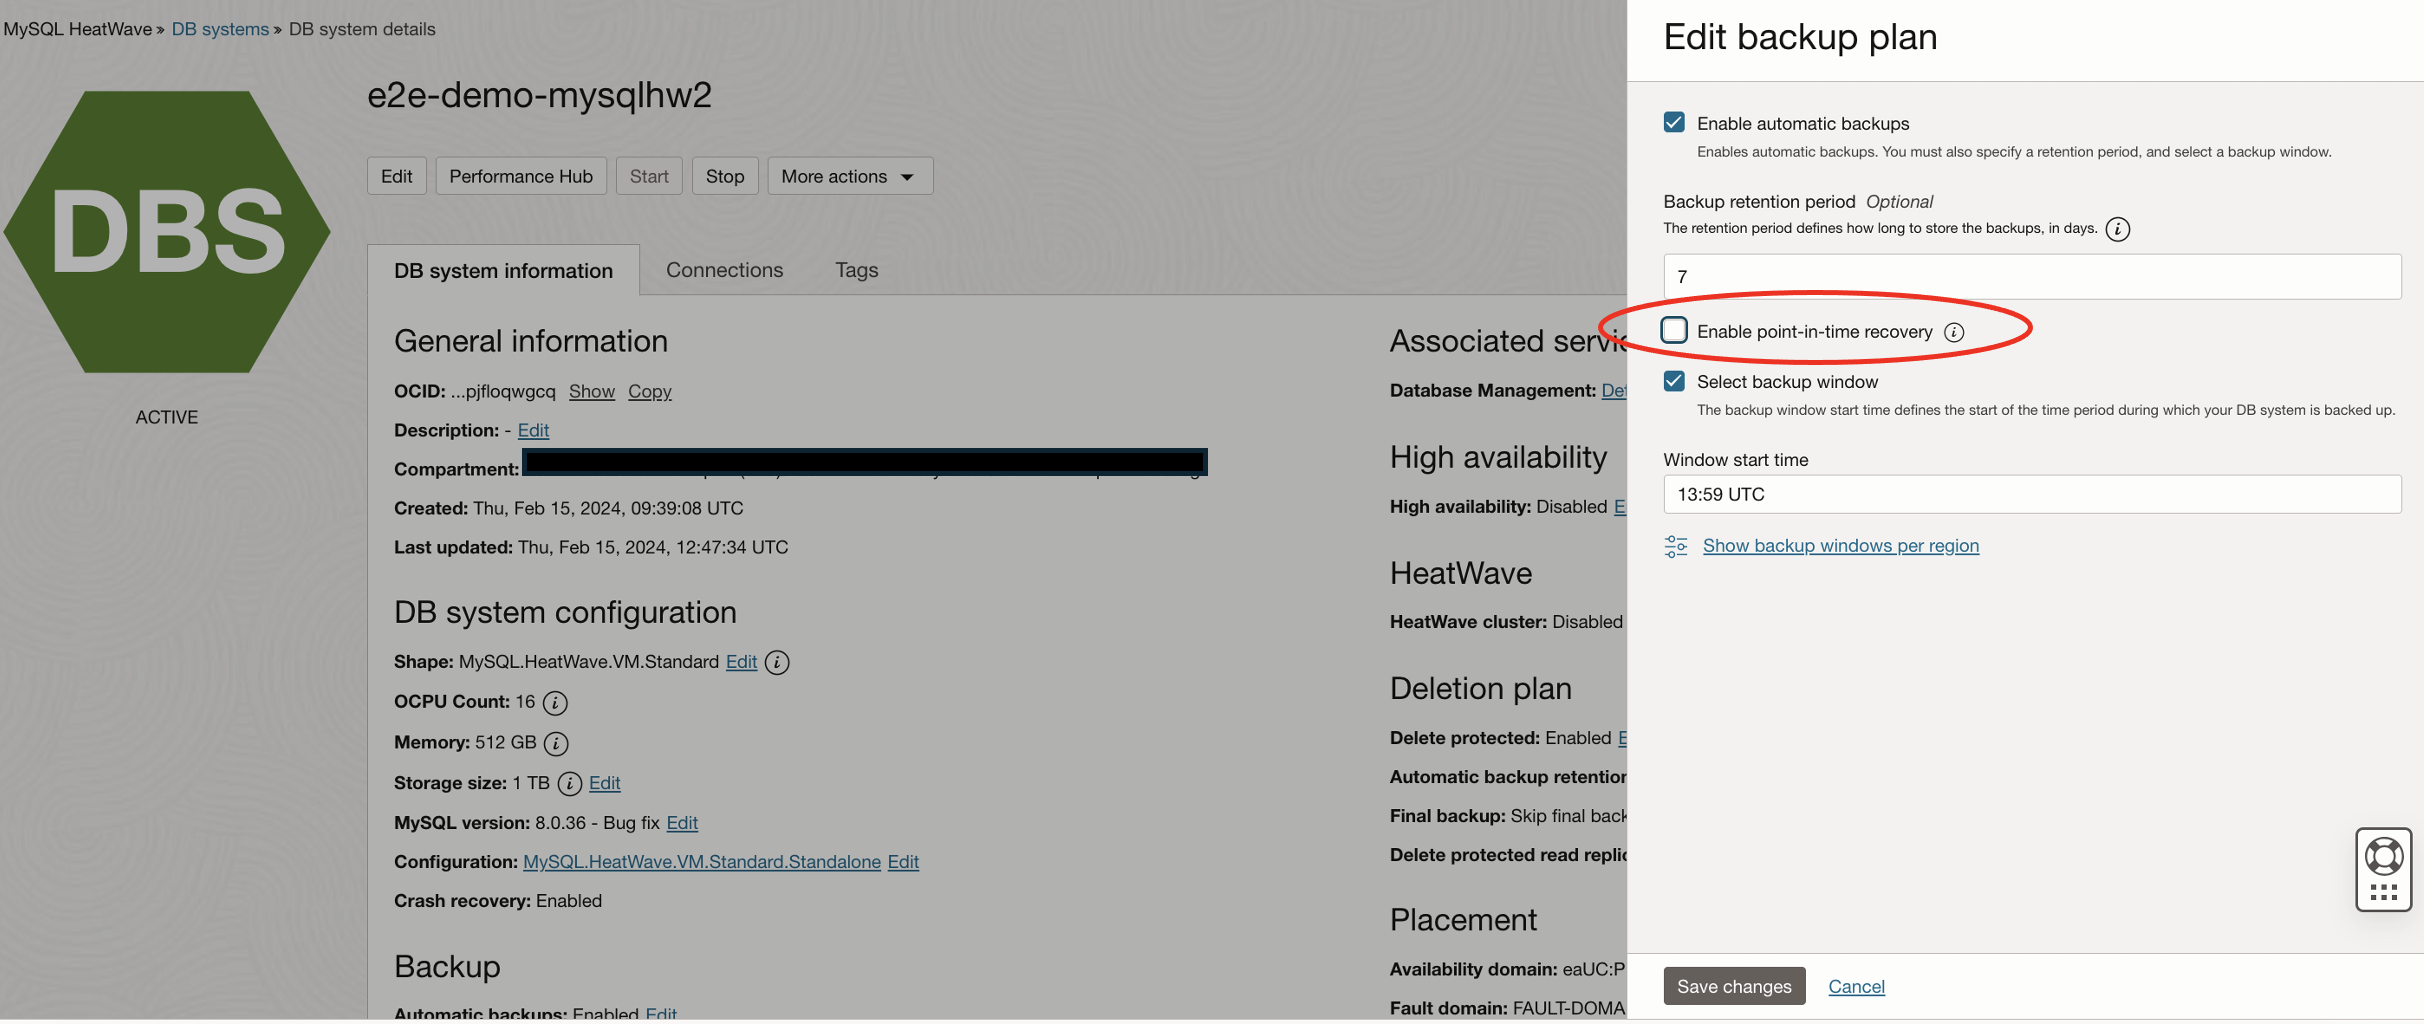 MySQL HeatWave » DB systems » DB system details
DBS
ACTIVE
e2e-demo-mysqlhw2
Edit
Performance Hub
Start
Stop
More actions
DB system information
Connections
Tags
General information
OCID: ...pjfloqwgcq Show Copy
Description: - Edit
Compartment:
Created: Thu, Feb 15, 2024, 09:39:08 UTC
Last updated: Thu, Feb 15, 2024, 12:47:34 UTC
DB system configuration
Shape: MySQL.HeatWave.VM.Standard Edit
OCPU Count: 16
Memory: 512 GB
Storage size: 1 TB Edit
MySQL version: 8.0.36 - Bug fix Edit
Configuration: MySQL.HeatWave.VM.Standard.Standalone Edit
Crash recovery: Enabled
Backup
Automatic backups: Enabled Edit
Associated servic
Database Management: Det
High availability
High availability: Disabled E
HeatWave
HeatWave cluster: Disabled
Deletion plan
Delete protected: Enabled E
Automatic backup retention
Final backup: Skip final back
Delete protected read replic
Placement
Availability domain: eaUC:P
Fault domain: FAULT-DOMA
Edit backup plan
Enable automatic backups
Enables automatic backups. You must also specify a retention period, and select a backup window.
Backup retention period Optional
The retention period defines how long to store the backups, in days.
7
Enable point-in-time recovery
Select backup window
The backup window start time defines the start of the time period during which your DB system is backed up.
Window start time
13:59 UTC
Show backup windows per region
Save changes
Cancel